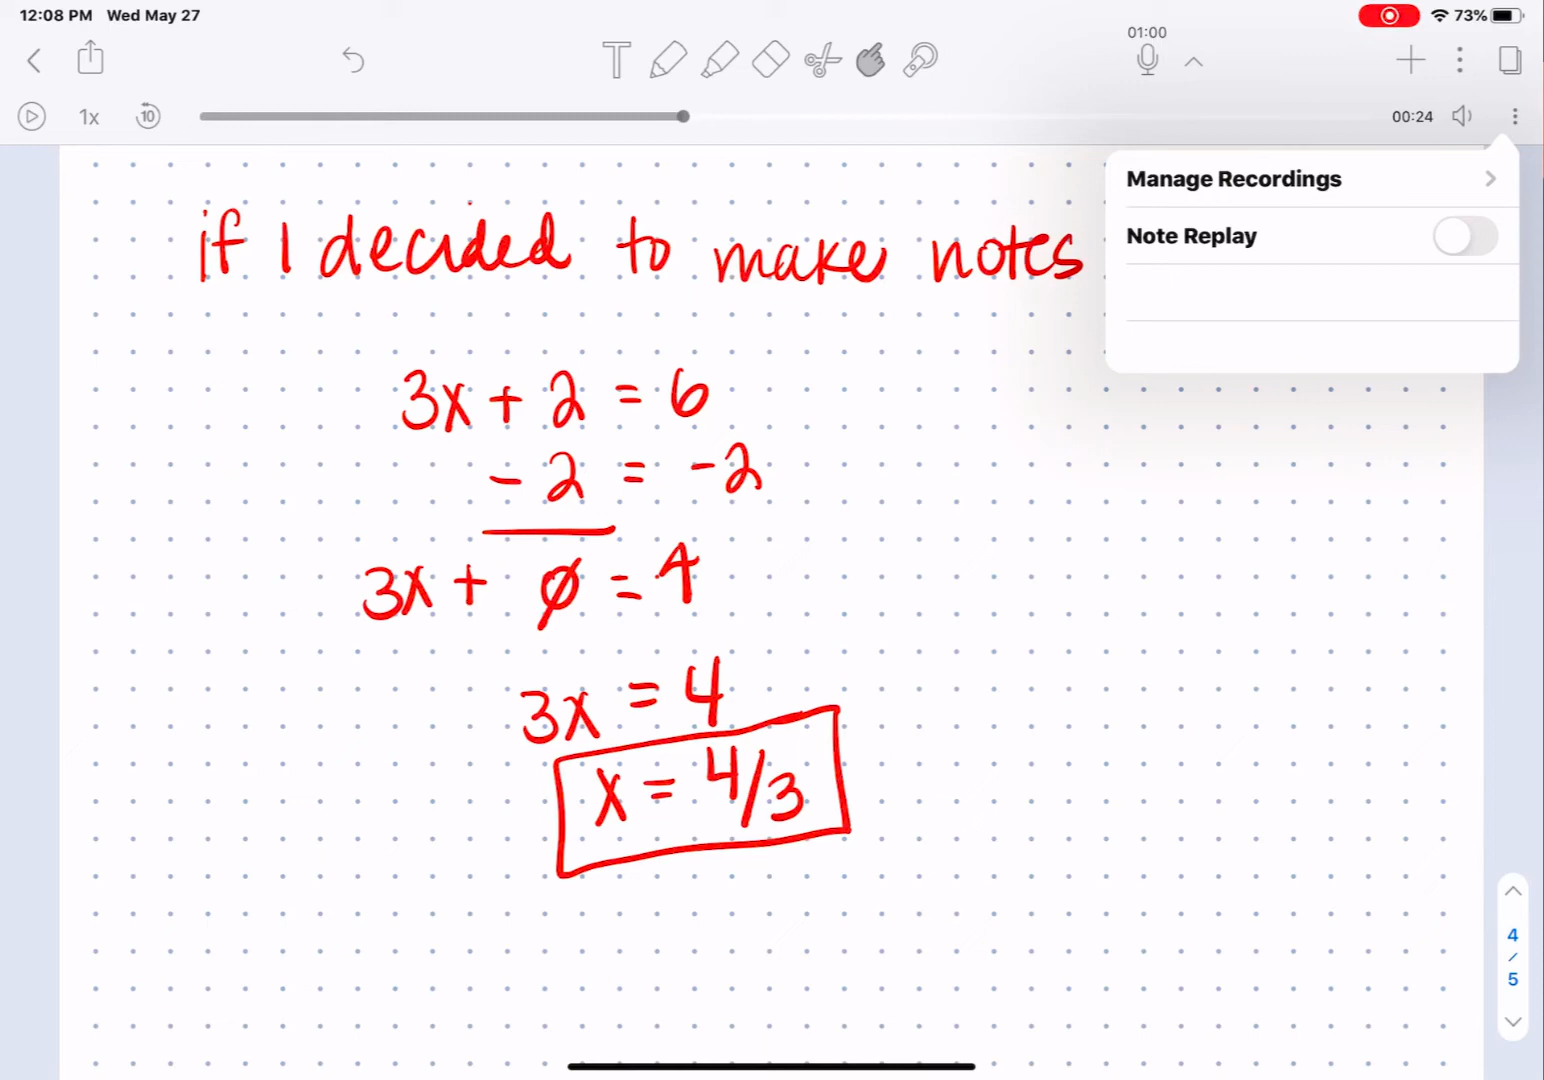 12:08 PM Wed May 27
73%
01:00
1x
10
00:24
Manage Recordings
Note Replay
if I decided to make notes
3x + 2 = 6
- 2 = -2
3x + 0 = 4
3x = 4
x = 4/3
4
/
5